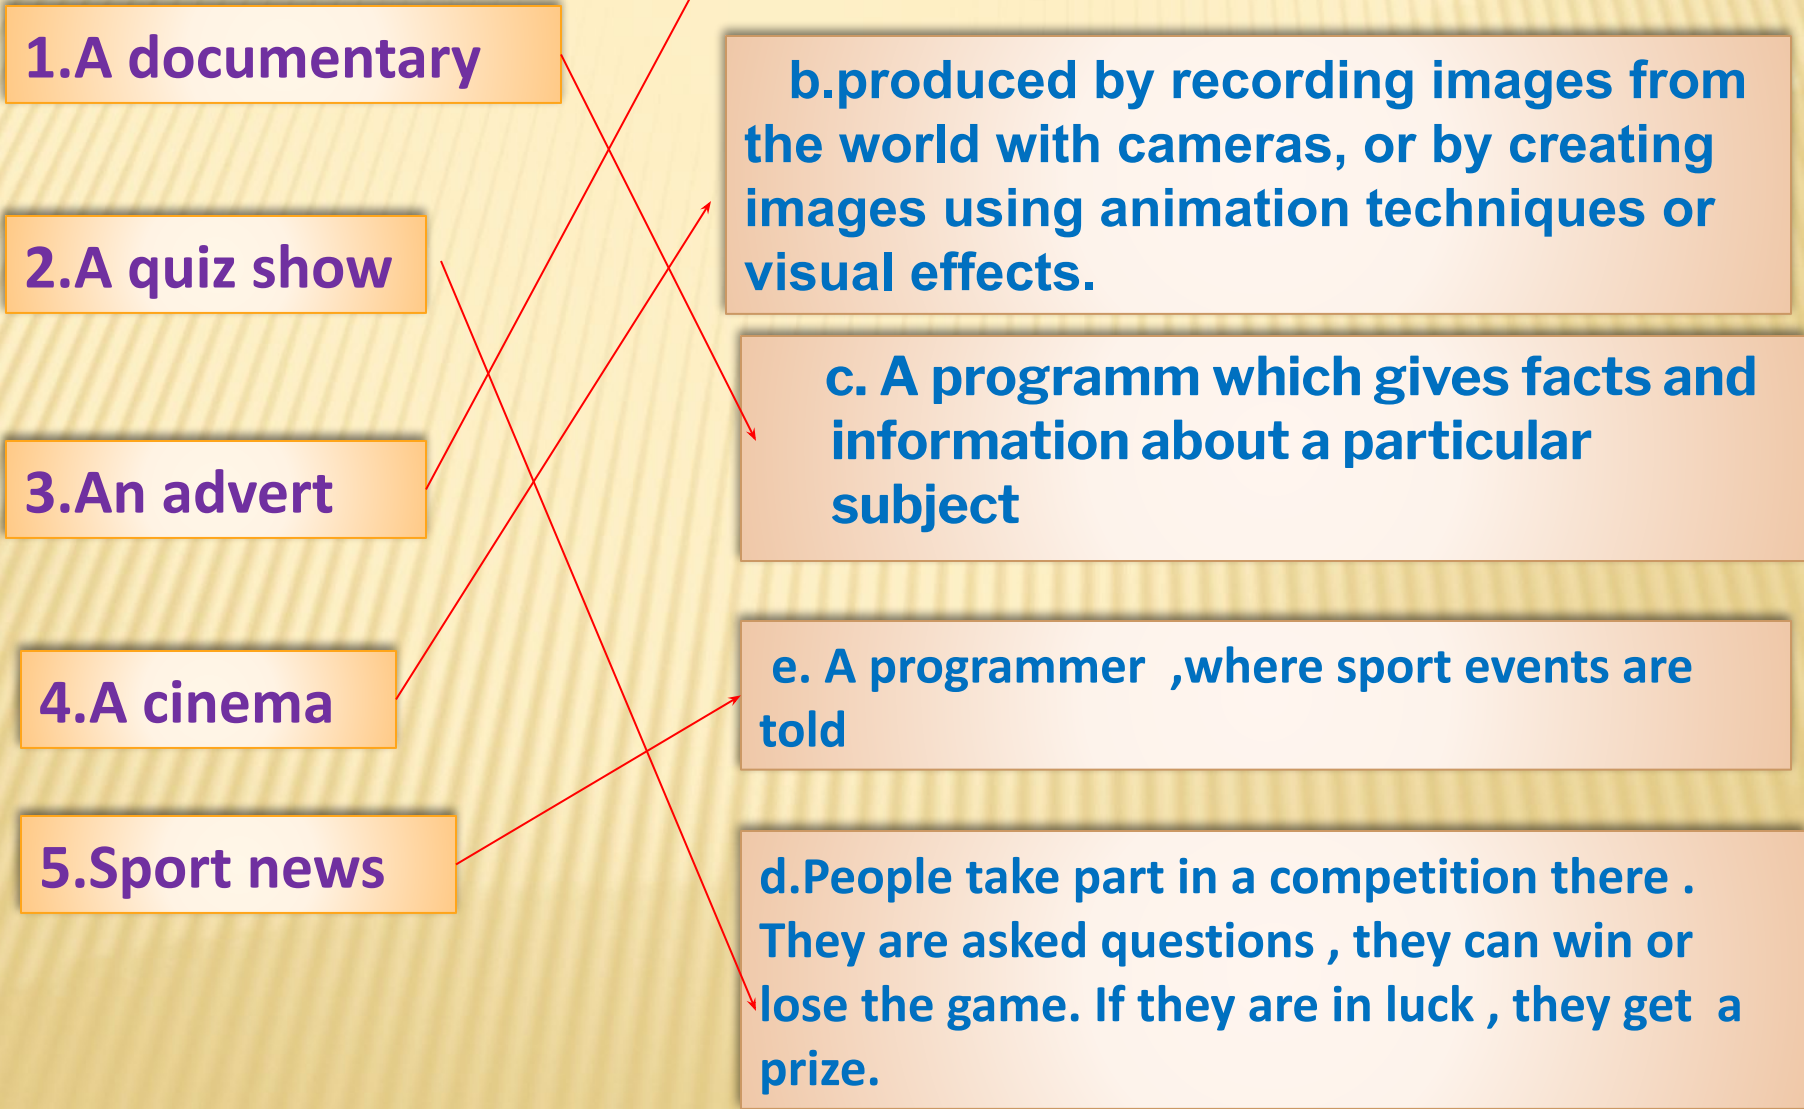 1.A documentary
2.A quiz show
3.An advert
4.A cinema
5.Sport news
b.produced by recording images from
the world with cameras, or by creating
images using animation techniques or
visual effects.
c. A programm which gives facts and
information about a particular
subject
e. A programmer ,where sport events are
told
d.People take part in a competition there .
They are asked questions , they can win or
lose the game. If they are in luck , they get a
prize.